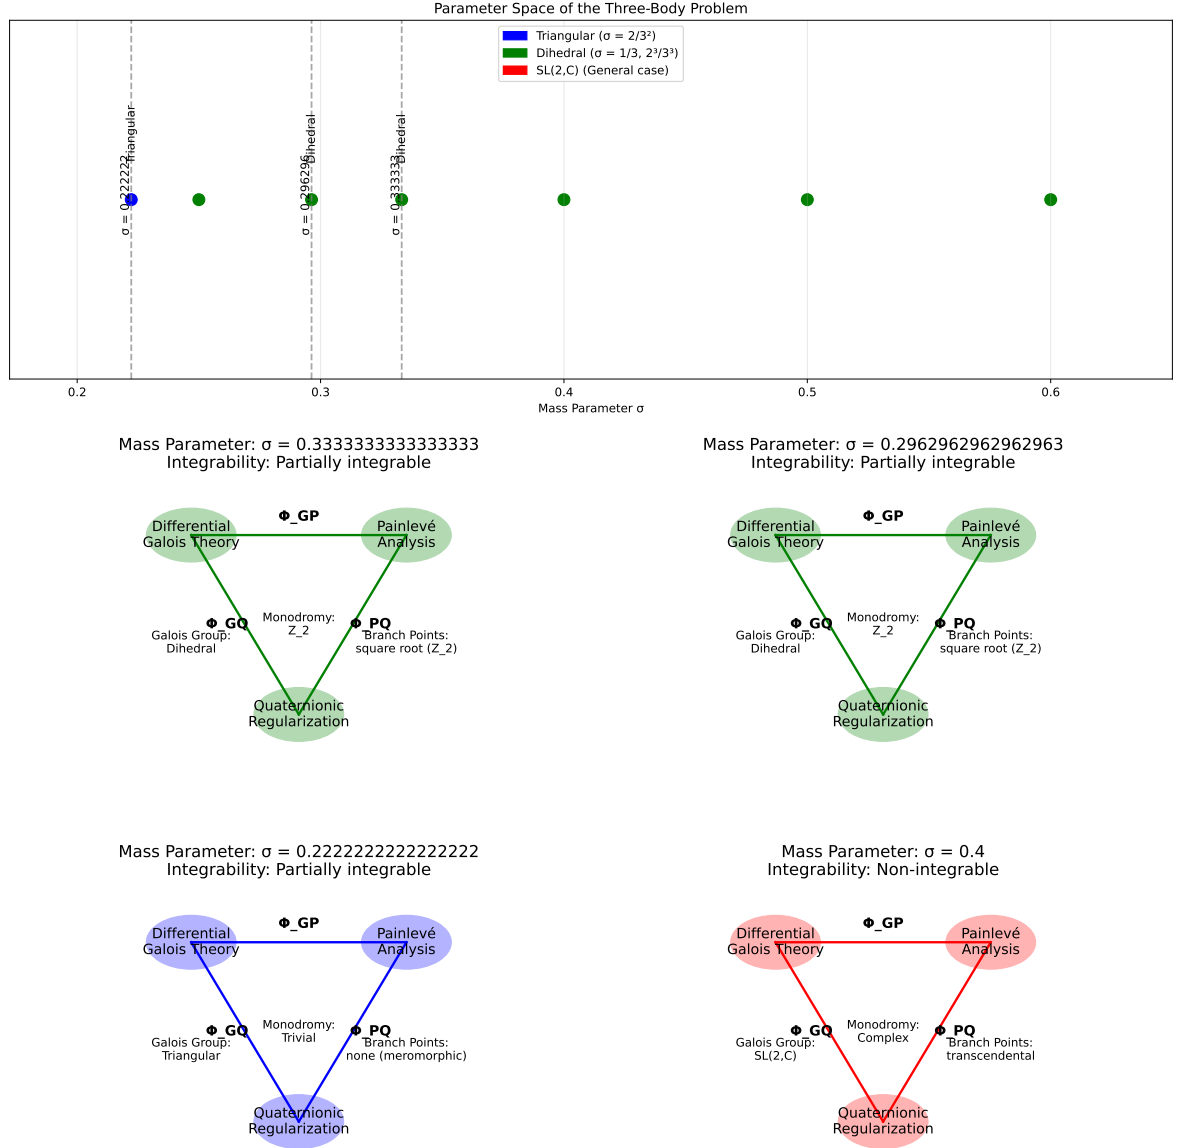 Parameter Space of the Three-Body Problem
Triangular (σ = 2/3²)
Dihedral (σ = 1/3, 2³/3³)
SL(2,C) (General case)
Triangular
σ = 0.222222
Dihedral
σ = 0.296296
Dihedral
σ = 0.333333
0.2
0.3
0.4
0.5
0.6
Mass Parameter σ
Mass Parameter: σ = 0.3333333333333333
Integrability: Partially integrable
Differential
Galois Theory
Φ_GP
Painlevé
Analysis
Φ_GQ
Galois Group:
Dihedral
Monodromy:
Z_2
Φ_PQ
Branch Points:
square root (Z_2)
Quaternionic
Regularization
Mass Parameter: σ = 0.2962962962962963
Integrability: Partially integrable
Differential
Galois Theory
Φ_GP
Painlevé
Analysis
Φ_GQ
Galois Group:
Dihedral
Monodromy:
Z_2
Φ_PQ
Branch Points:
square root (Z_2)
Quaternionic
Regularization
Mass Parameter: σ = 0.2222222222222222
Integrability: Partially integrable
Differential
Galois Theory
Φ_GP
Painlevé
Analysis
Φ_GQ
Galois Group:
Triangular
Monodromy:
Trivial
Φ_PQ
Branch Points:
none (meromorphic)
Quaternionic
Regularization
Mass Parameter: σ = 0.4
Integrability: Non-integrable
Differential
Galois Theory
Φ_GP
Painlevé
Analysis
Φ_GQ
Galois Group:
SL(2,C)
Monodromy:
Complex
Φ_PQ
Branch Points:
transcendental
Quaternionic
Regularization